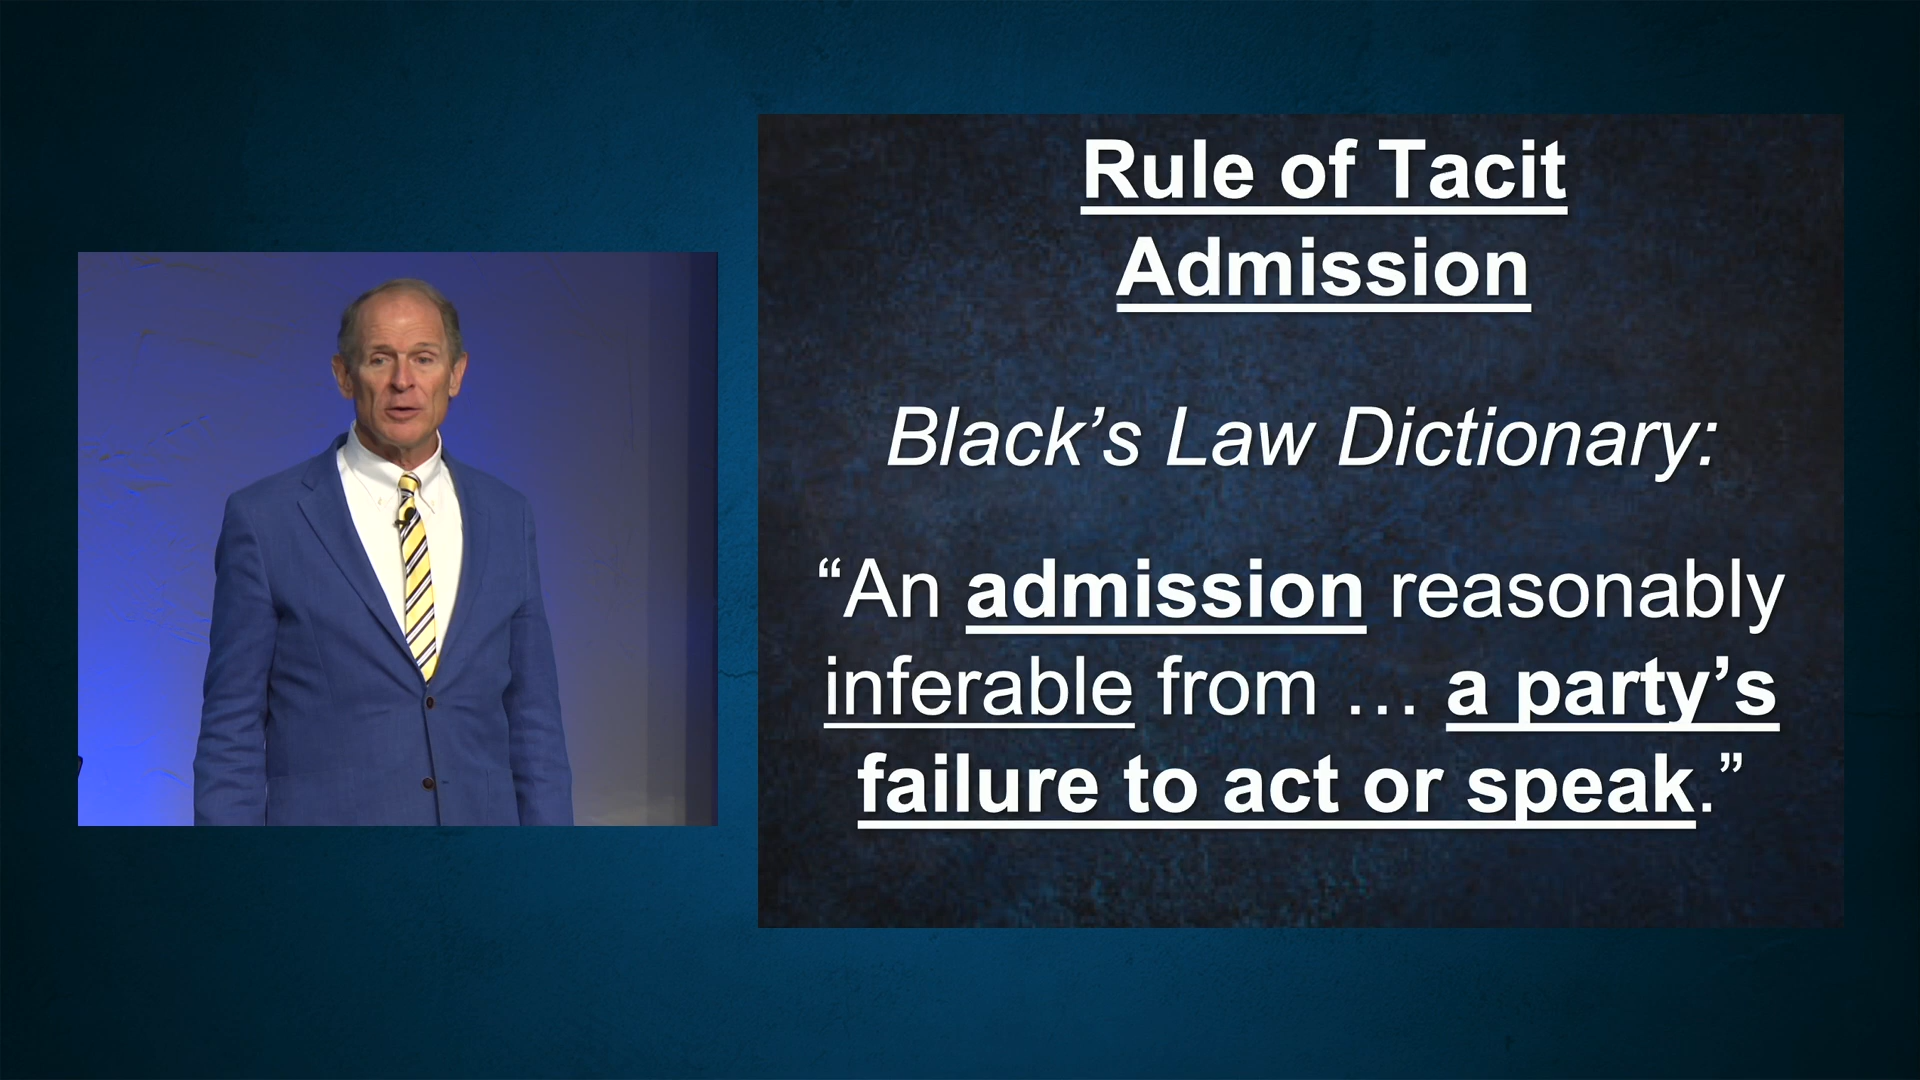 Rule of Tacit
Admission
Black’s Law Dictionary:
“An admission reasonably
inferable from … a party’s
failure to act or speak.”